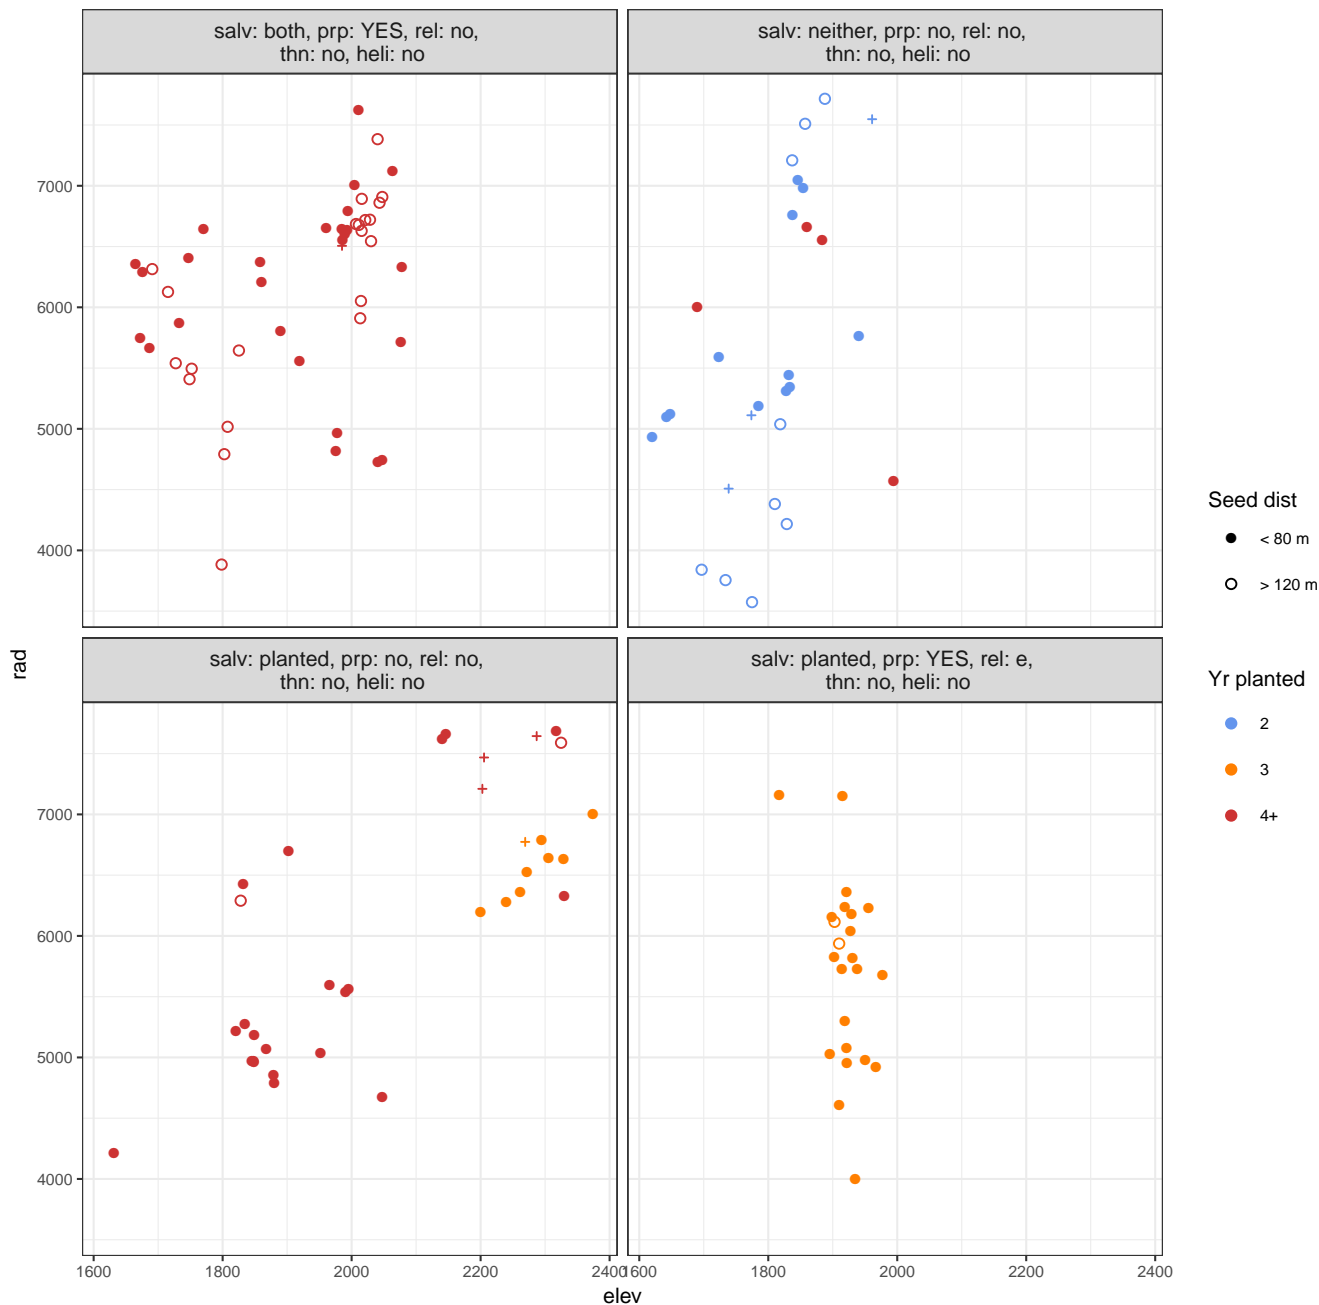 salv: both, prp: YES, rel: no,
thn: no, heli: no
salv: neither, prp: no, rel: no,
thn: no, heli: no
7000
6000
5000
4000
salv: planted, prp: no, rel: no,
thn: no, heli: no
salv: planted, prp: YES, rel: e,
thn: no, heli: no
7000
6000
5000
4000
1600
1800
2000
2200
2400
1600
1800
2000
2200
2400
elev
rad
Seed dist
< 80 m
> 120 m
Yr planted
2
3
4+